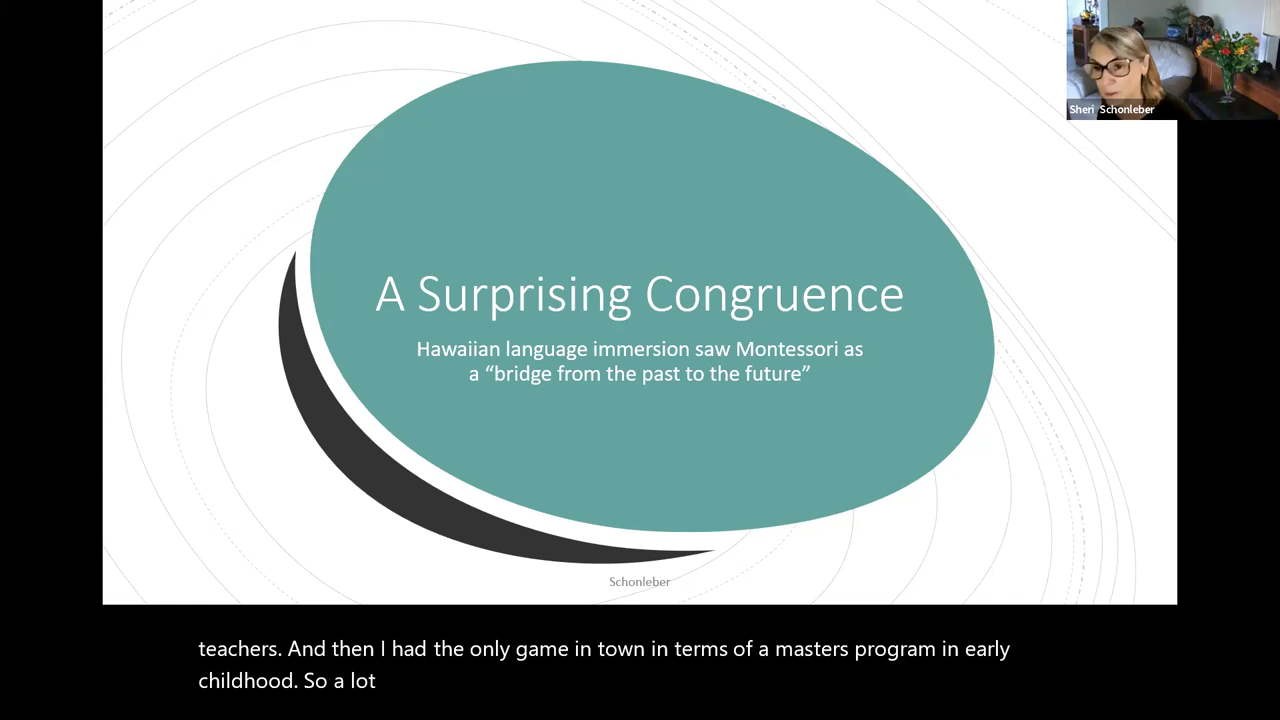 Sheri Schonleber
A Surprising Congruence
Hawaiian language immersion saw Montessori as
a “bridge from the past to the future”
Schonleber
teachers. And then I had the only game in town in terms of a masters program in early
childhood. So a lot